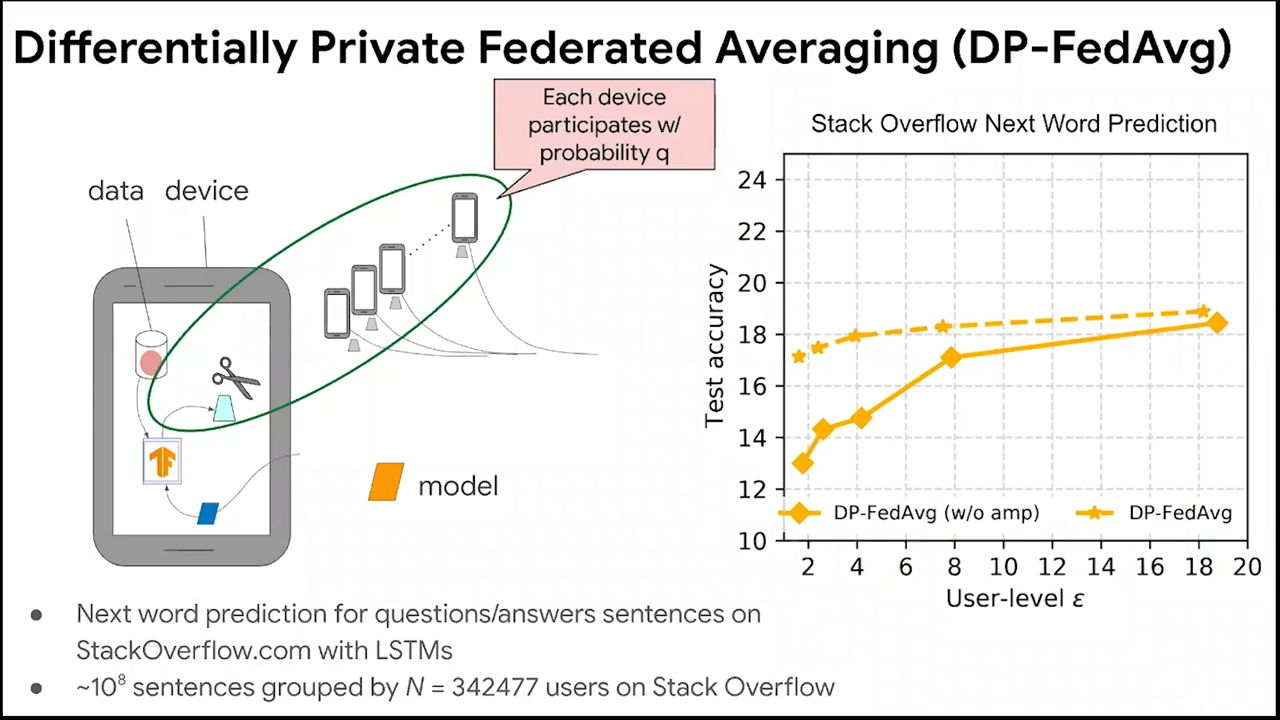 Differentially Private Federated Averaging (DP-FedAvg)
Each device
participates w/
probability q
data device
model
Stack Overflow Next Word Prediction
Test accuracy
24
22
20
18
16
14
12
10
DP-FedAvg (w/o amp) DP-FedAvg
2 4 6 8 10 12 14 16 18 20
User-level ε
● Next word prediction for questions/answers sentences on
StackOverflow.com with LSTMs
● ~10⁸ sentences grouped by N = 342477 users on Stack Overflow